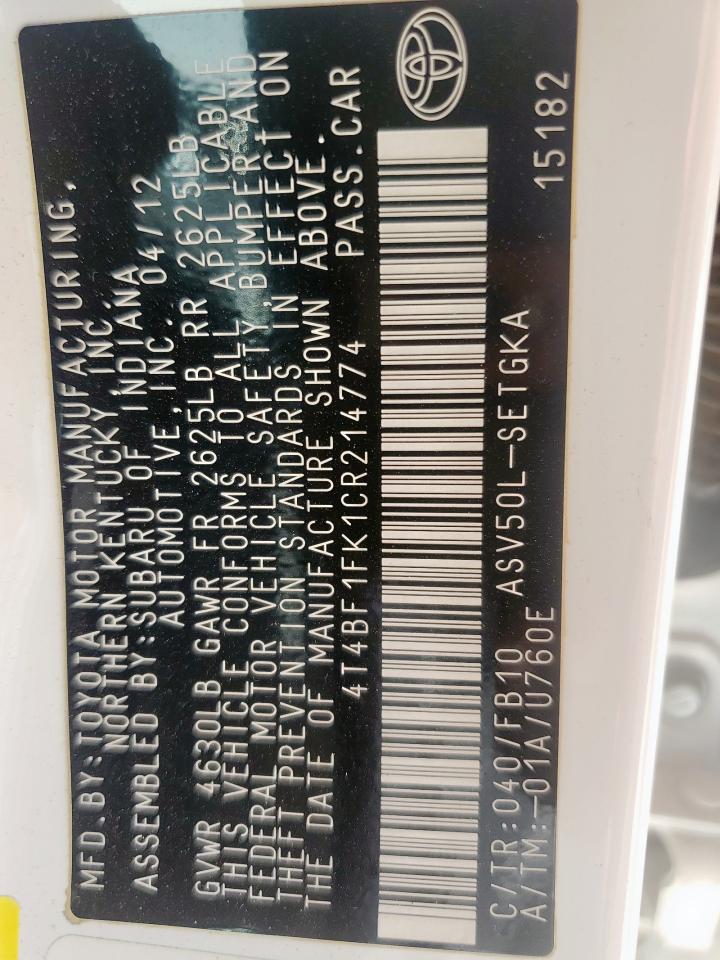 MFD.BY:TOYOTA MOTOR MANUFACTURING,
NORTHERN KENTUCKY, INC.
ASSEMBLED BY:SUBARU OF INDIANA
AUTOMOTIVE, INC. 04/12
GVWR 4630LB GAWR FR 2625LB RR 2625LB
THIS VEHICLE CONFORMS TO ALL APPLICABLE
FEDERAL MOTOR VEHICLE SAFETY, BUMPER AND
THEFT PREVENTION STANDARDS IN EFFECT ON
THE DATE OF MANUFACTURE SHOWN ABOVE.
4T4BF1FK1CR214774 PASS.CAR
C/TR:040/FB10 ASV50L-SETGKA
A/TM:-01A/U760E 15182